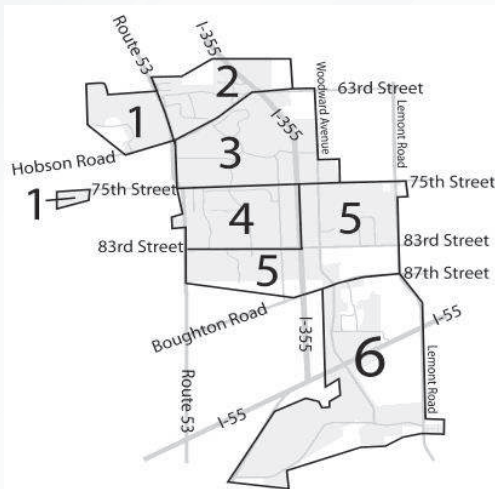 Route-53
I-355
2
Woodward Avenue
63rd Street
1
I-355
Lemont Road
3
Hobson Road
1
75th Street
75th Street
4
5
83rd Street
83rd Street
5
87th Street
Boughton Road
I-355
I-55
6
Route-53
Lemont Road
I-55